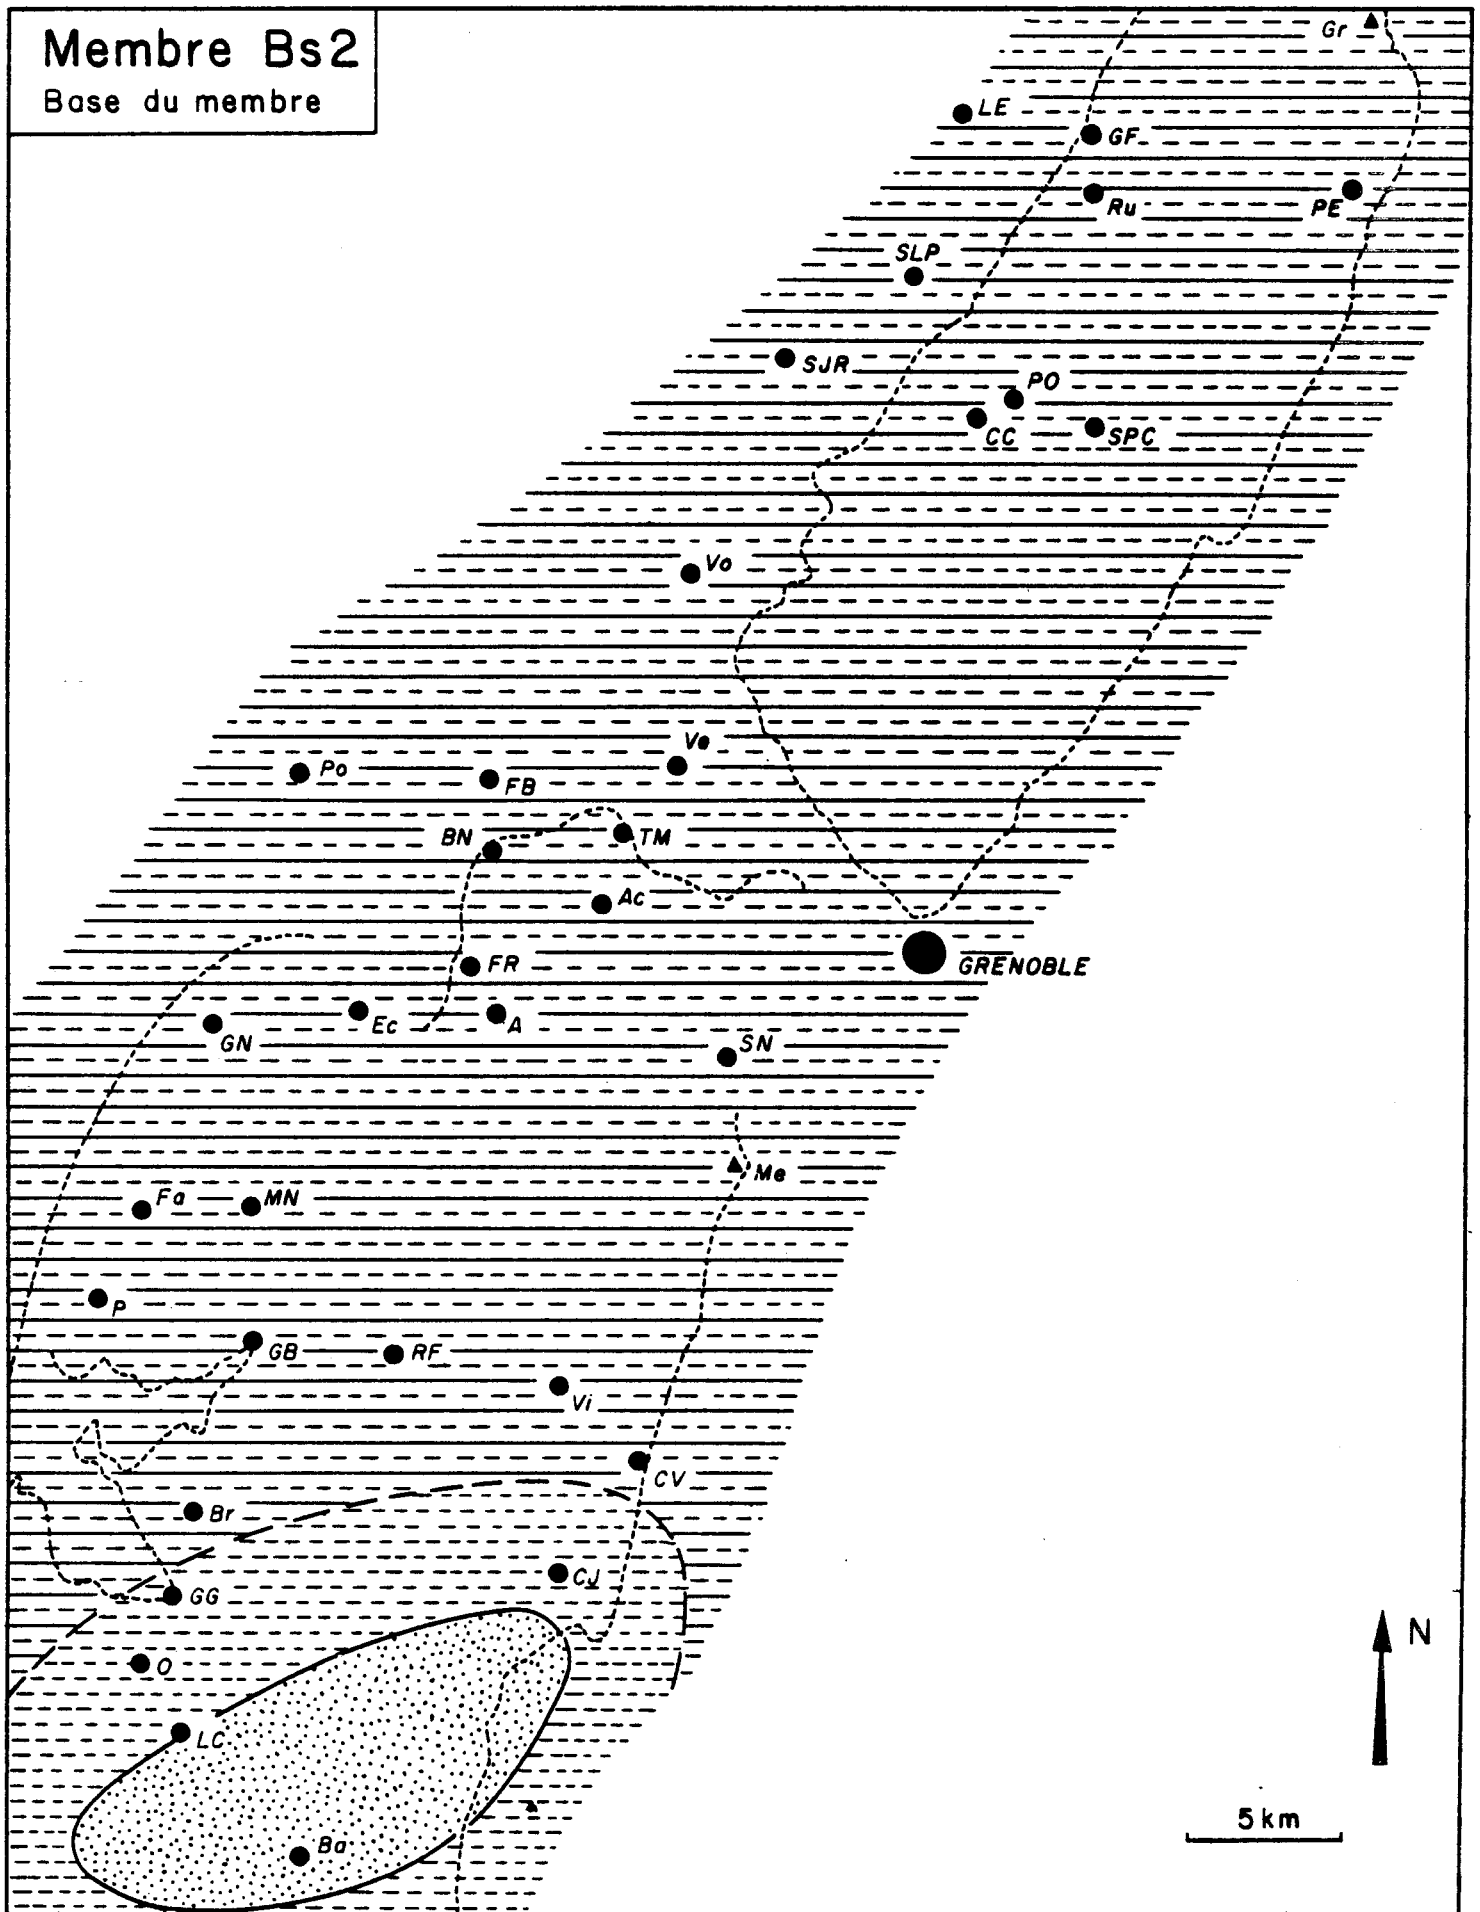 Membre Bs2
Base du membre
Gr
LE
GF
Ru
PE
SLP
SJR
PO
CC
SPC
Vo
Ve
Po
FB
BN
TM
Ac
FR
GRENOBLE
Ec
A
GN
SN
Me
Fa
MN
P
GB
RF
Vi
CV
Br
CJ
GG
N
O
LC
5 km
Ba